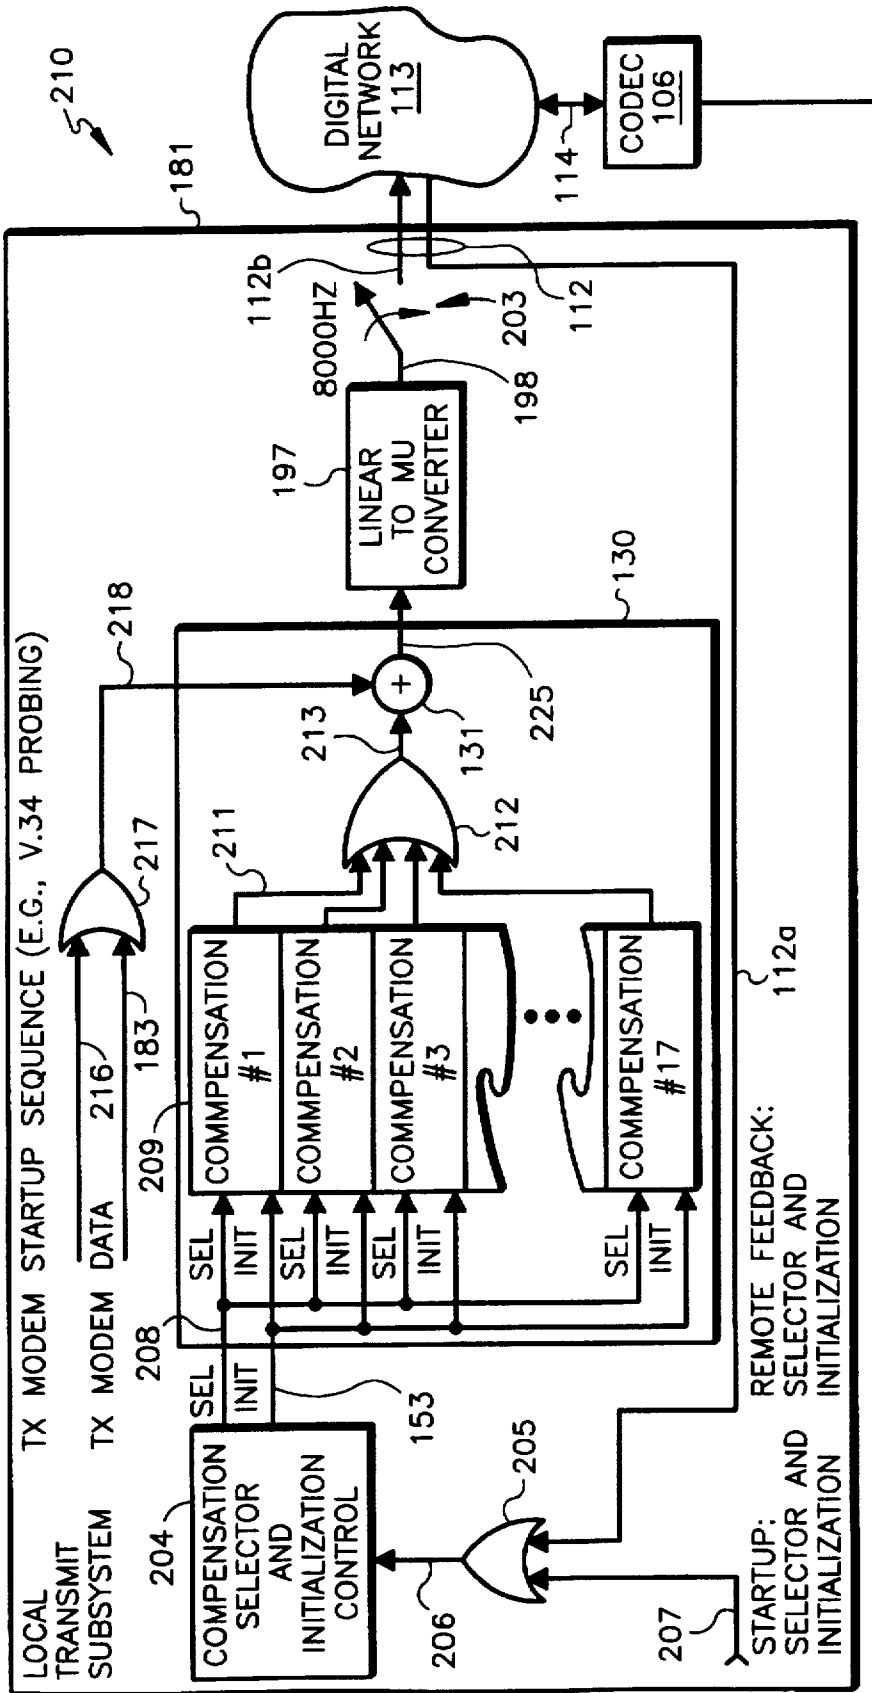 LOCAL
TRANSMIT
SUBSYSTEM
TX MODEM STARTUP SEQUENCE (E.G., V.34 PROBING)
TX MODEM DATA
216
183
217
218
210
181
204
COMPENSATION
SELECTOR
AND
INITIALIZATION
CONTROL
SEL
INIT
208
153
209
SEL
INIT
SEL
INIT
SEL
INIT
SEL
INIT
COMMPENSATION
#1
COMMPENSATION
#2
COMMPENSATION
#3
COMMPENSATION
#17
211
212
213
+
131
225
130
197
LINEAR
TO MU
CONVERTER
8000HZ
198
203
112b
112
DIGITAL
NETWORK
113
114
CODEC
106
206
205
207
STARTUP:
SELECTOR AND
INITIALIZATION
REMOTE FEEDBACK:
SELECTOR AND
INITIALIZATION
112a